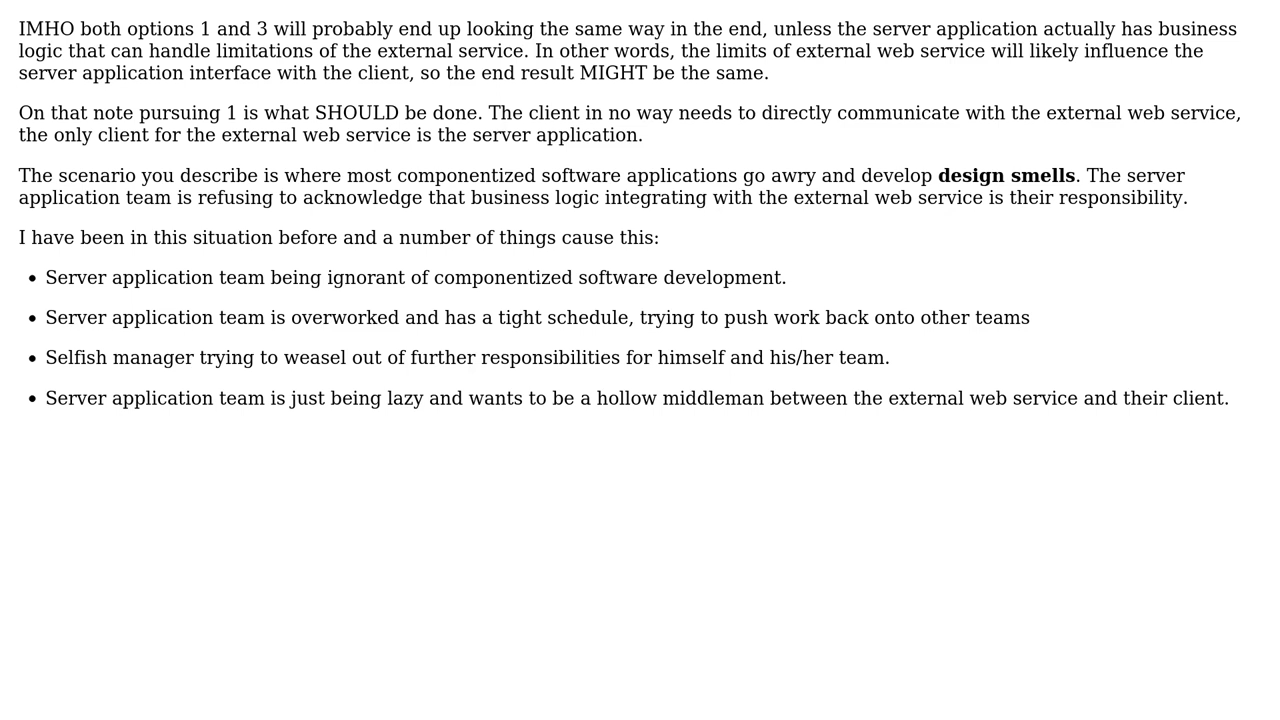 IMHO both options 1 and 3 will probably end up looking the same way in the end, unless the server application actually has business
logic that can handle limitations of the external service. In other words, the limits of external web service will likely influence the
server application interface with the client, so the end result MIGHT be the same.
On that note pursuing 1 is what SHOULD be done. The client in no way needs to directly communicate with the external web service,
the only client for the external web service is the server application.
The scenario you describe is where most componentized software applications go awry and develop design smells. The server
application team is refusing to acknowledge that business logic integrating with the external web service is their responsibility.
I have been in this situation before and a number of things cause this:
• Server application team being ignorant of componentized software development.
• Server application team is overworked and has a tight schedule, trying to push work back onto other teams
• Selfish manager trying to weasel out of further responsibilities for himself and his/her team.
• Server application team is just being lazy and wants to be a hollow middleman between the external web service and their client.